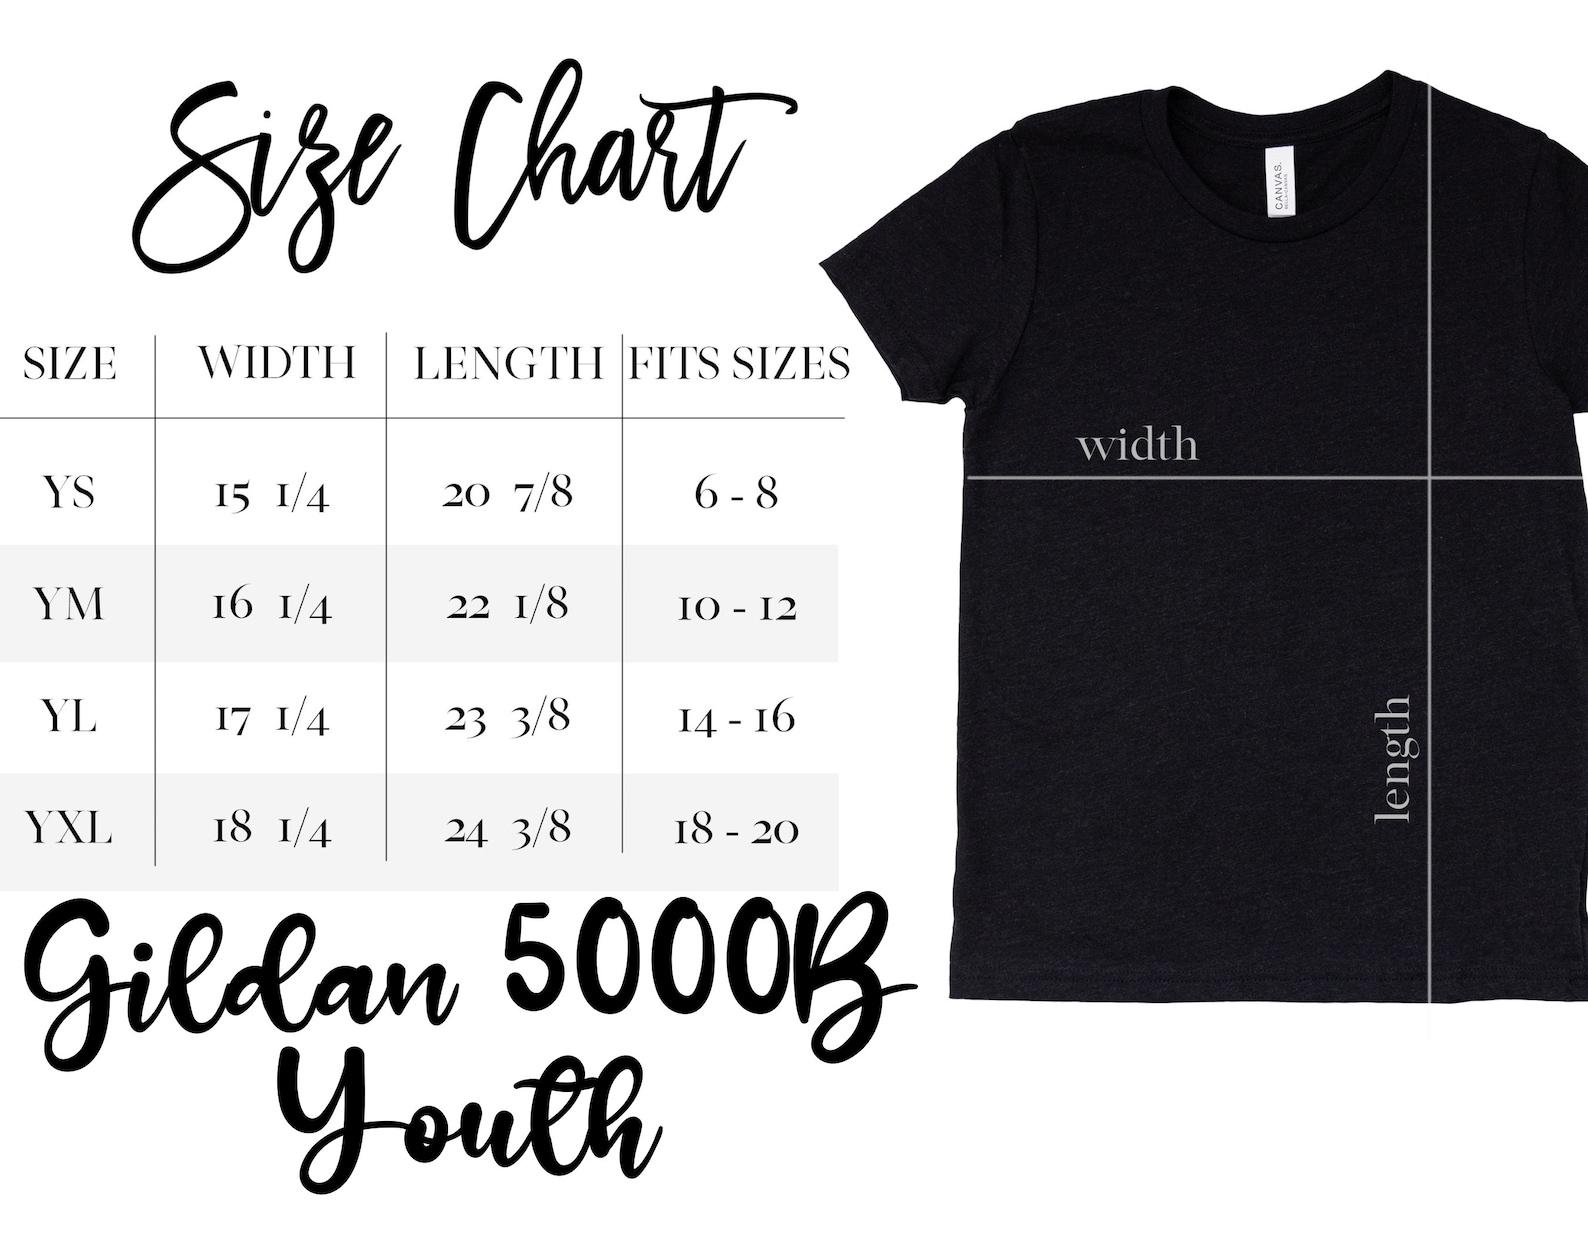 Size Chart
SIZE WIDTH LENGTH FITS SIZES
YS 15 1/4 20 7/8 6 - 8
YM 16 1/4 22 1/8 10 - 12
YL 17 1/4 23 3/8 14 - 16
YXL 18 1/4 24 3/8 18 - 20
Gildan 5000B
Youth
CANVAS.
BELLA+CANVAS
width
length